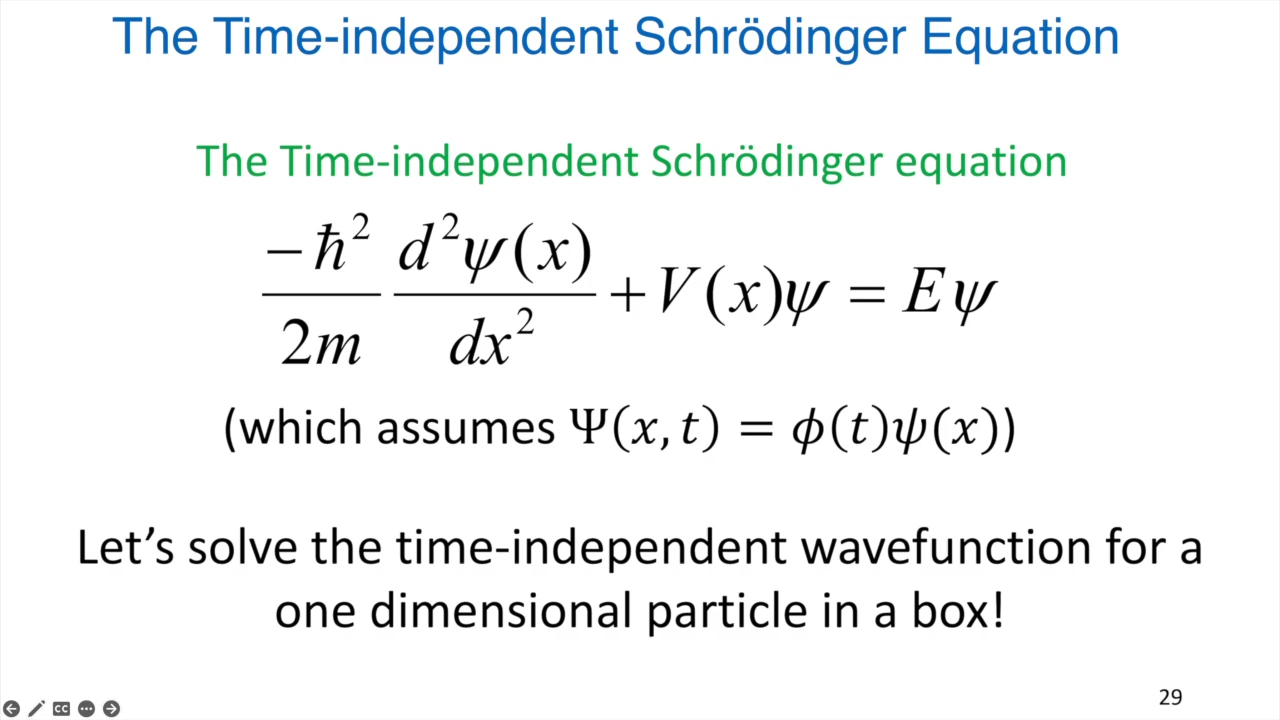 The Time-independent Schrödinger Equation
The Time-independent Schrödinger equation
−ħ²/2m d²ψ(x)/dx² + V(x)ψ = Eψ
(which assumes Ψ(x, t) = ϕ(t)ψ(x))
Let’s solve the time-independent wavefunction for a
one dimensional particle in a box!
29
CC